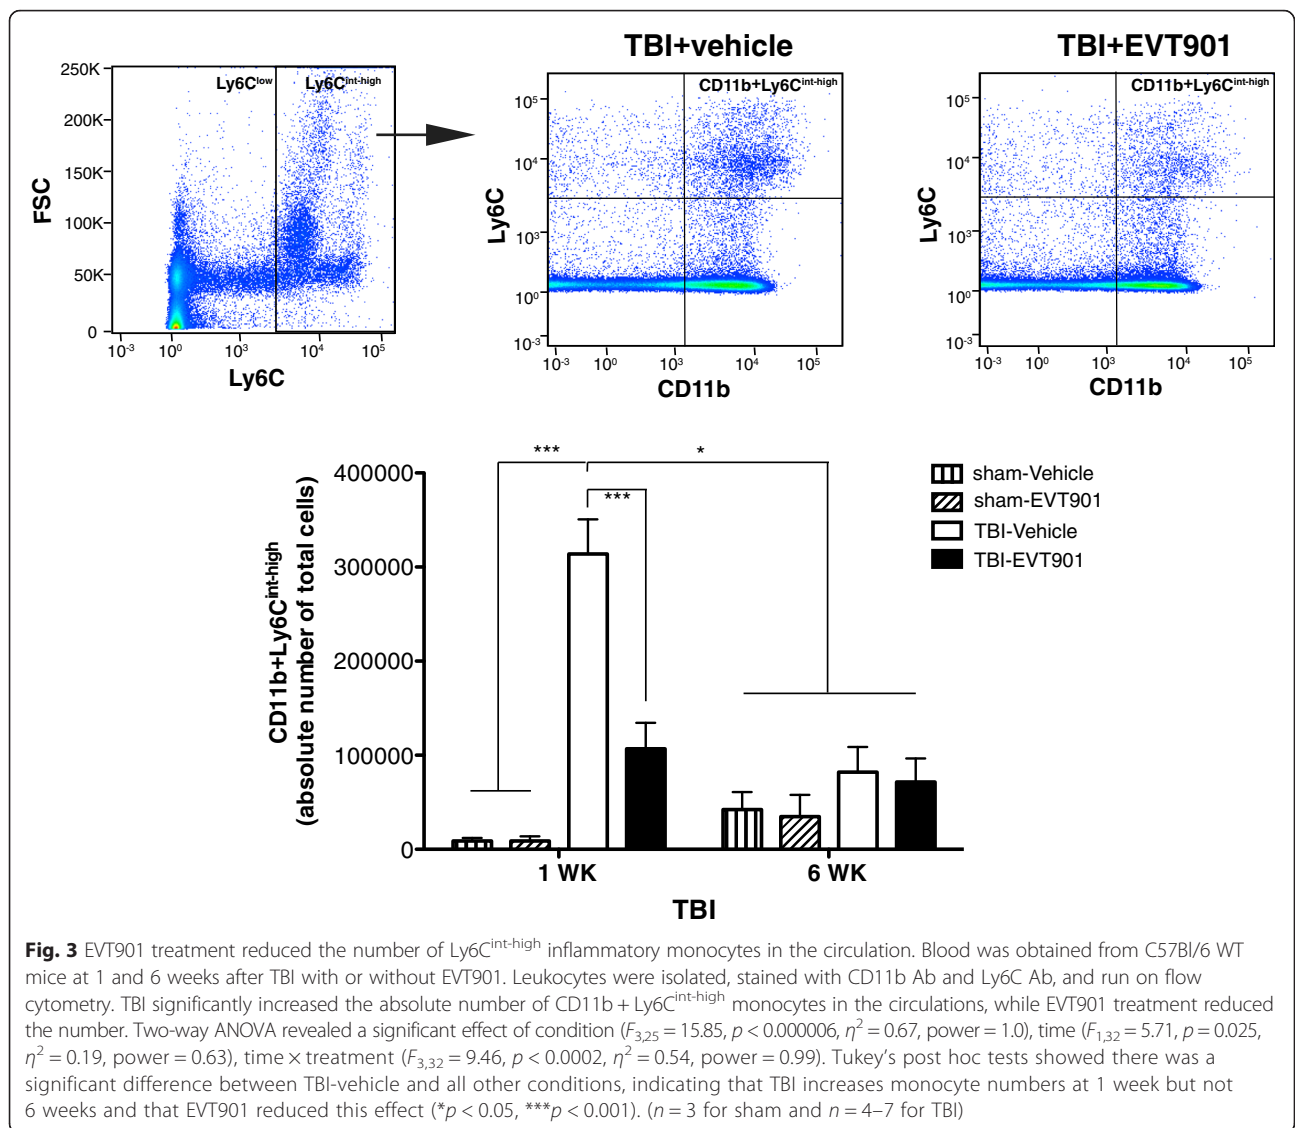 TBI+vehicle
TBI+EVT901
250K
200K
150K
100K
50K
0
FSC
Ly6C^low
Ly6C^int-high
10^-3 10^0 10^3 10^4 10^5
Ly6C
CD11b+Ly6C^int-high
10^5
10^4
10^3
10^0
10^-3
Ly6C
10^-3 10^0 10^3 10^4 10^5
CD11b
CD11b+Ly6C^int-high
10^5
10^4
10^3
10^0
10^-3
Ly6C
10^-3 10^0 10^3 10^4 10^5
CD11b
CD11b+Ly6C^int-high
(absolute number of total cells)
400000
300000
200000
100000
0
***
*
***
sham-Vehicle
sham-EVT901
TBI-Vehicle
TBI-EVT901
1 WK
6 WK
TBI
Fig. 3 EVT901 treatment reduced the number of Ly6C^int-high inflammatory monocytes in the circulation. Blood was obtained from C57Bl/6 WT
mice at 1 and 6 weeks after TBI with or without EVT901. Leukocytes were isolated, stained with CD11b Ab and Ly6C Ab, and run on flow
cytometry. TBI significantly increased the absolute number of CD11b + Ly6C^int-high monocytes in the circulations, while EVT901 treatment reduced
the number. Two-way ANOVA revealed a significant effect of condition (F3,25 = 15.85, p < 0.000006, η² = 0.67, power = 1.0), time (F1,32 = 5.71, p = 0.025,
η² = 0.19, power = 0.63), time × treatment (F3,32 = 9.46, p < 0.0002, η² = 0.54, power = 0.99). Tukey's post hoc tests showed there was a
significant difference between TBI-vehicle and all other conditions, indicating that TBI increases monocyte numbers at 1 week but not
6 weeks and that EVT901 reduced this effect (*p < 0.05, ***p < 0.001). (n = 3 for sham and n = 4–7 for TBI)